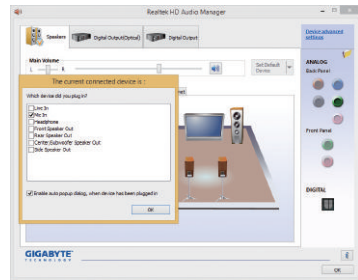 Realtek HD Audio Manager
Speakers
Digital Output(Optical)
Digital Output
Device advanced
settings
Main Volume
L
R
Set Default
Device
ANALOG
Back Panel
The current connected device is :
Which device did you plug in?
Line In
Mic In
Headphone
Front Speaker Out
Rear Speaker Out
Center/Subwoofer Speaker Out
Side Speaker Out
Enable auto popup dialog, when device has been plugged in
OK
Front Panel
DIGITAL
GIGABYTE
TECHNOLOGY
OK